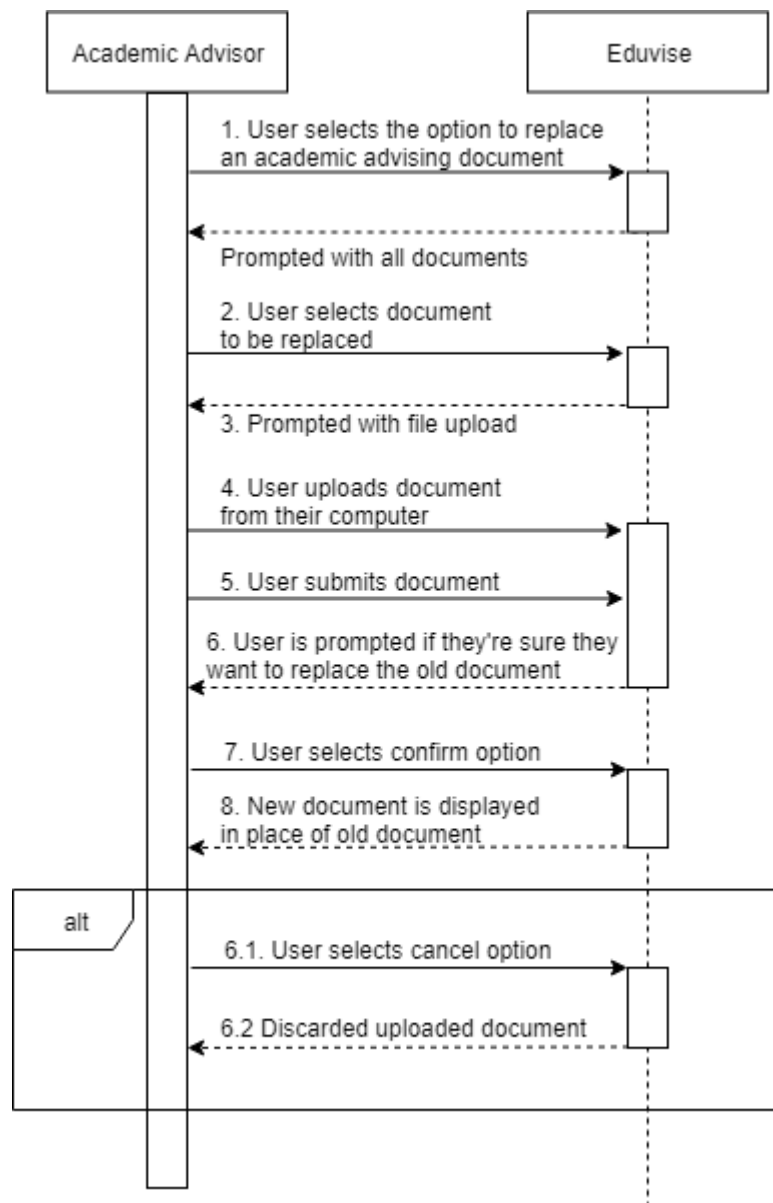 Academic Advisor
Eduvise
1. User selects the option to replace
an academic advising document
Prompted with all documents
2. User selects document
to be replaced
3. Prompted with file upload
4. User uploads document
from their computer
5. User submits document
6. User is prompted if they're sure they
want to replace the old document
7. User selects confirm option
8. New document is displayed
in place of old document
alt
6.1. User selects cancel option
6.2 Discarded uploaded document